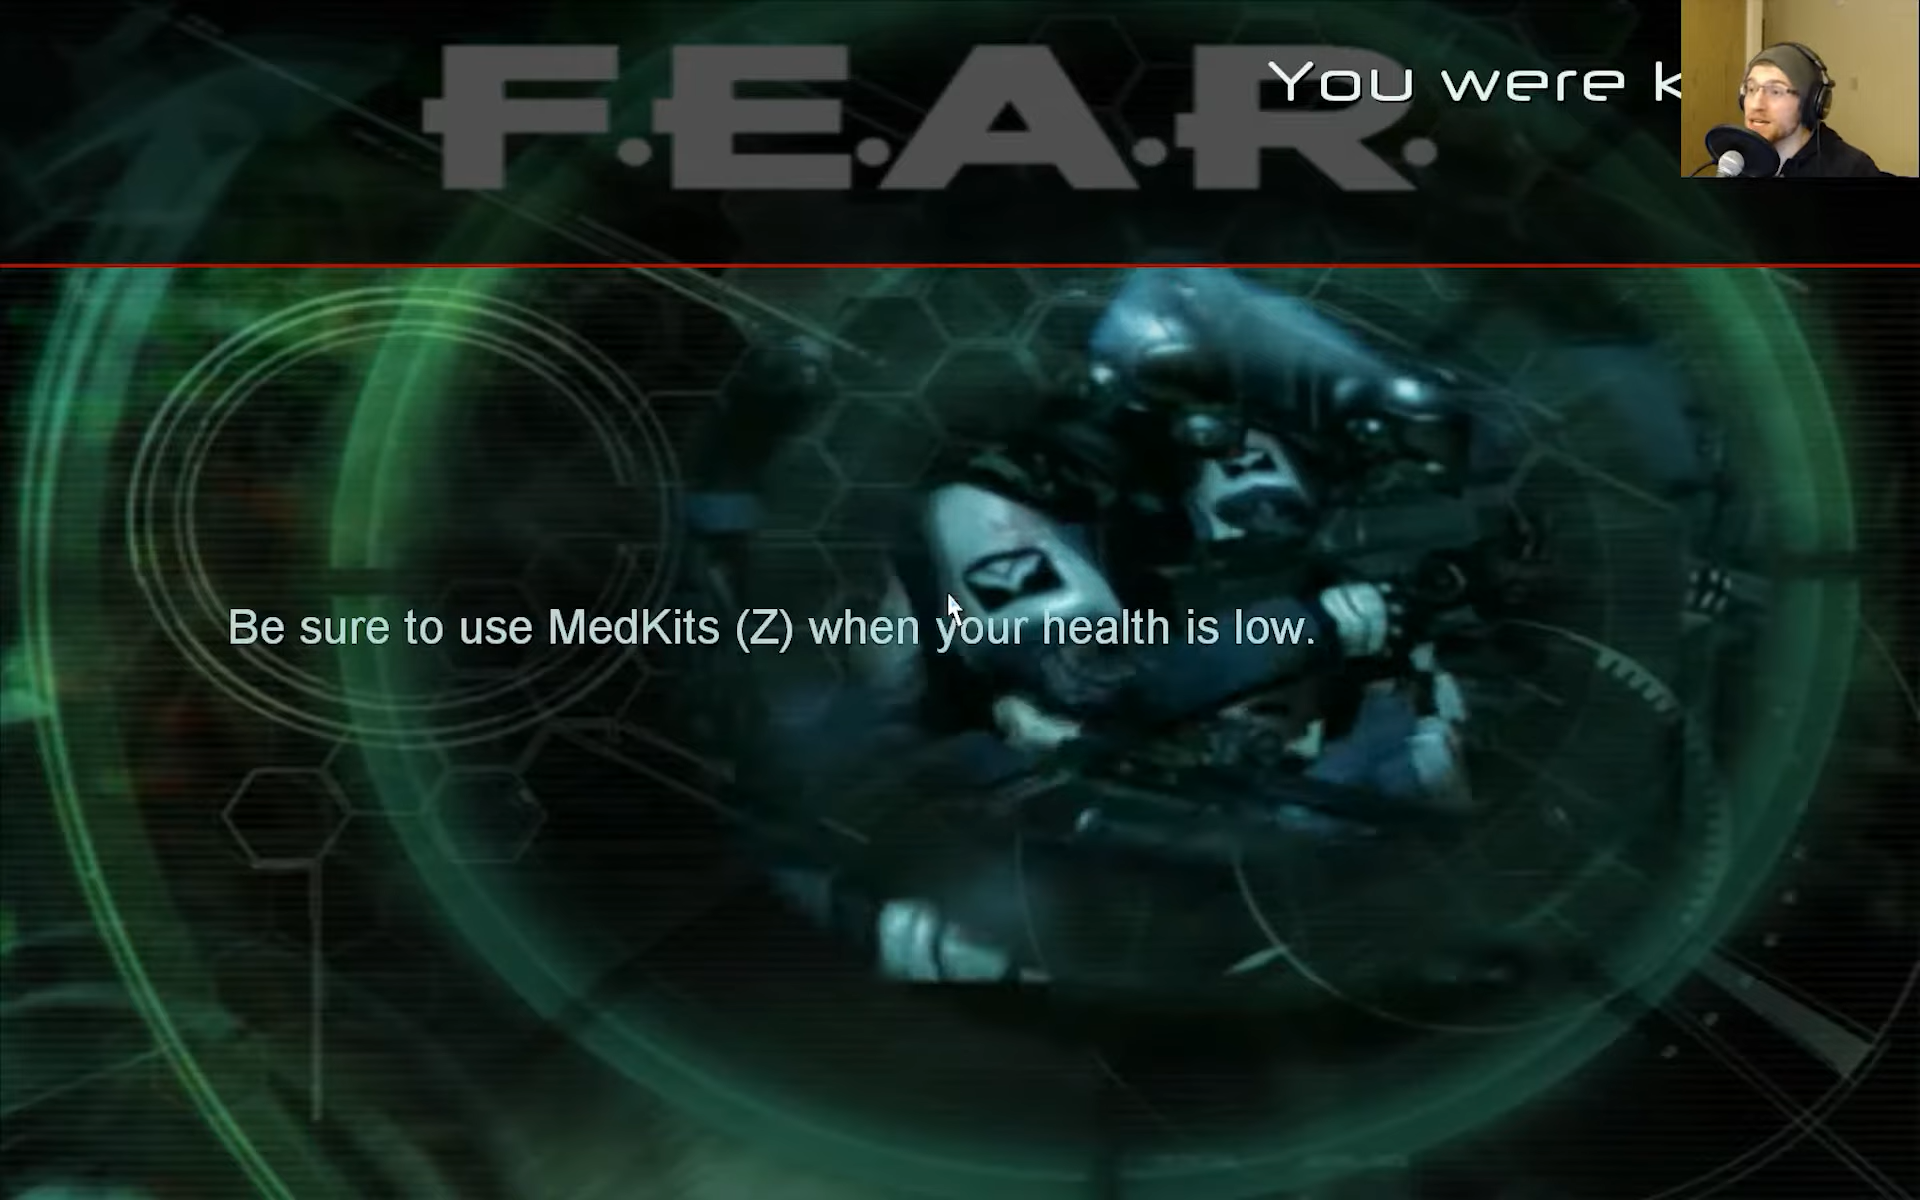 F.E.A.R.
You were k
Be sure to use MedKits (Z) when your health is low.